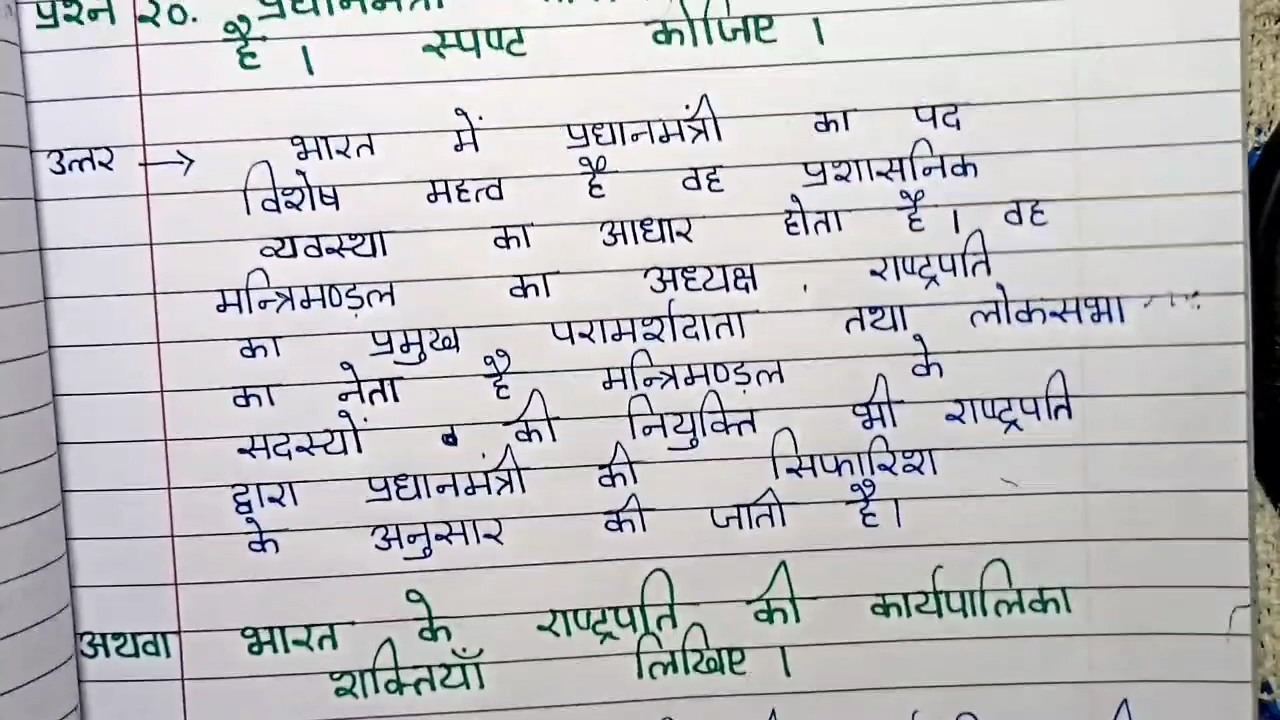 प्रश्न २०. प्रधानमंत्री
है । स्पष्ट कीजिए ।
उत्तर → भारत में प्रधानमंत्री का पद
विशेष महत्व है वह प्रशासनिक
व्यवस्था का आधार होता है । वह
मन्त्रिमण्ड़ल का अध्यक्ष , राष्ट्रपति
का प्रमुख परामर्शदाता तथा लोकसभा
का नेता है मन्त्रिमण्ड़ल के
सदस्यों की नियुक्ति भी राष्ट्रपति
द्वारा प्रधानमंत्री की सिफारिश
के अनुसार की जाती है।
अथवा भारत के राष्ट्रपति की कार्यपालिका
शक्तियाँ लिखिए ।